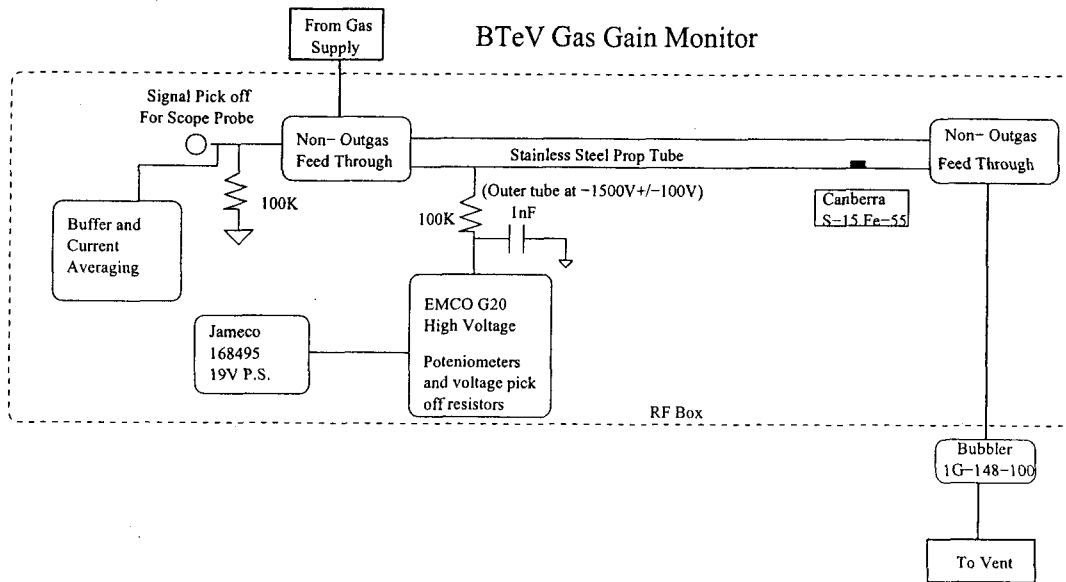 From Gas
Supply
BTeV Gas Gain Monitor
Signal Pick off
For Scope Probe
Non- Outgas
Feed Through
Stainless Steel Prop Tube
Non- Outgas
Feed Through
(Outer tube at -1500V+/-100V)
100K
100K
1nF
Canberra
S-15 Fe-55
Buffer and
Current
Averaging
EMCO G20
High Voltage
Poteniometers
and voltage pick
off resistors
Jameco
168495
19V P.S.
RF Box
Bubbler
1G-148-100
To Vent